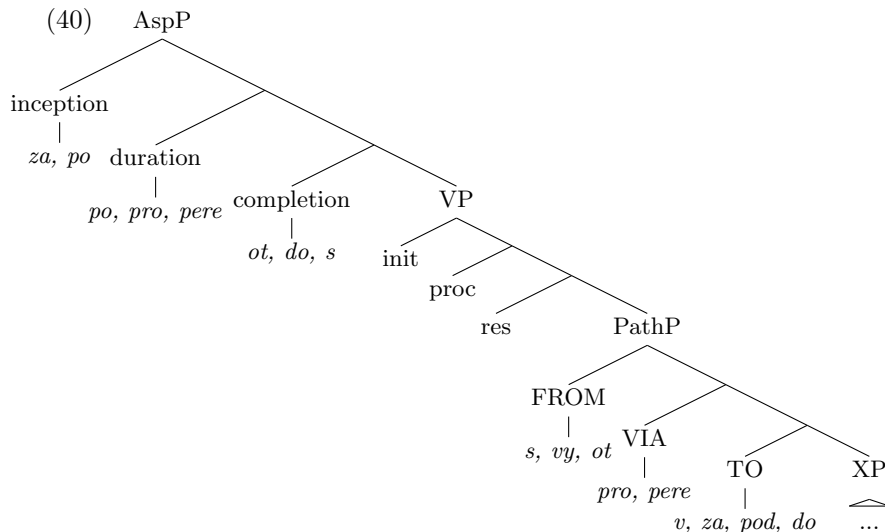 (40) AspP
inception
za, po
duration
po, pro, pere
completion
ot, do, s
VP
init
proc
res
PathP
FROM
s, vy, ot
VIA
pro, pere
TO
v, za, pod, do
XP
...